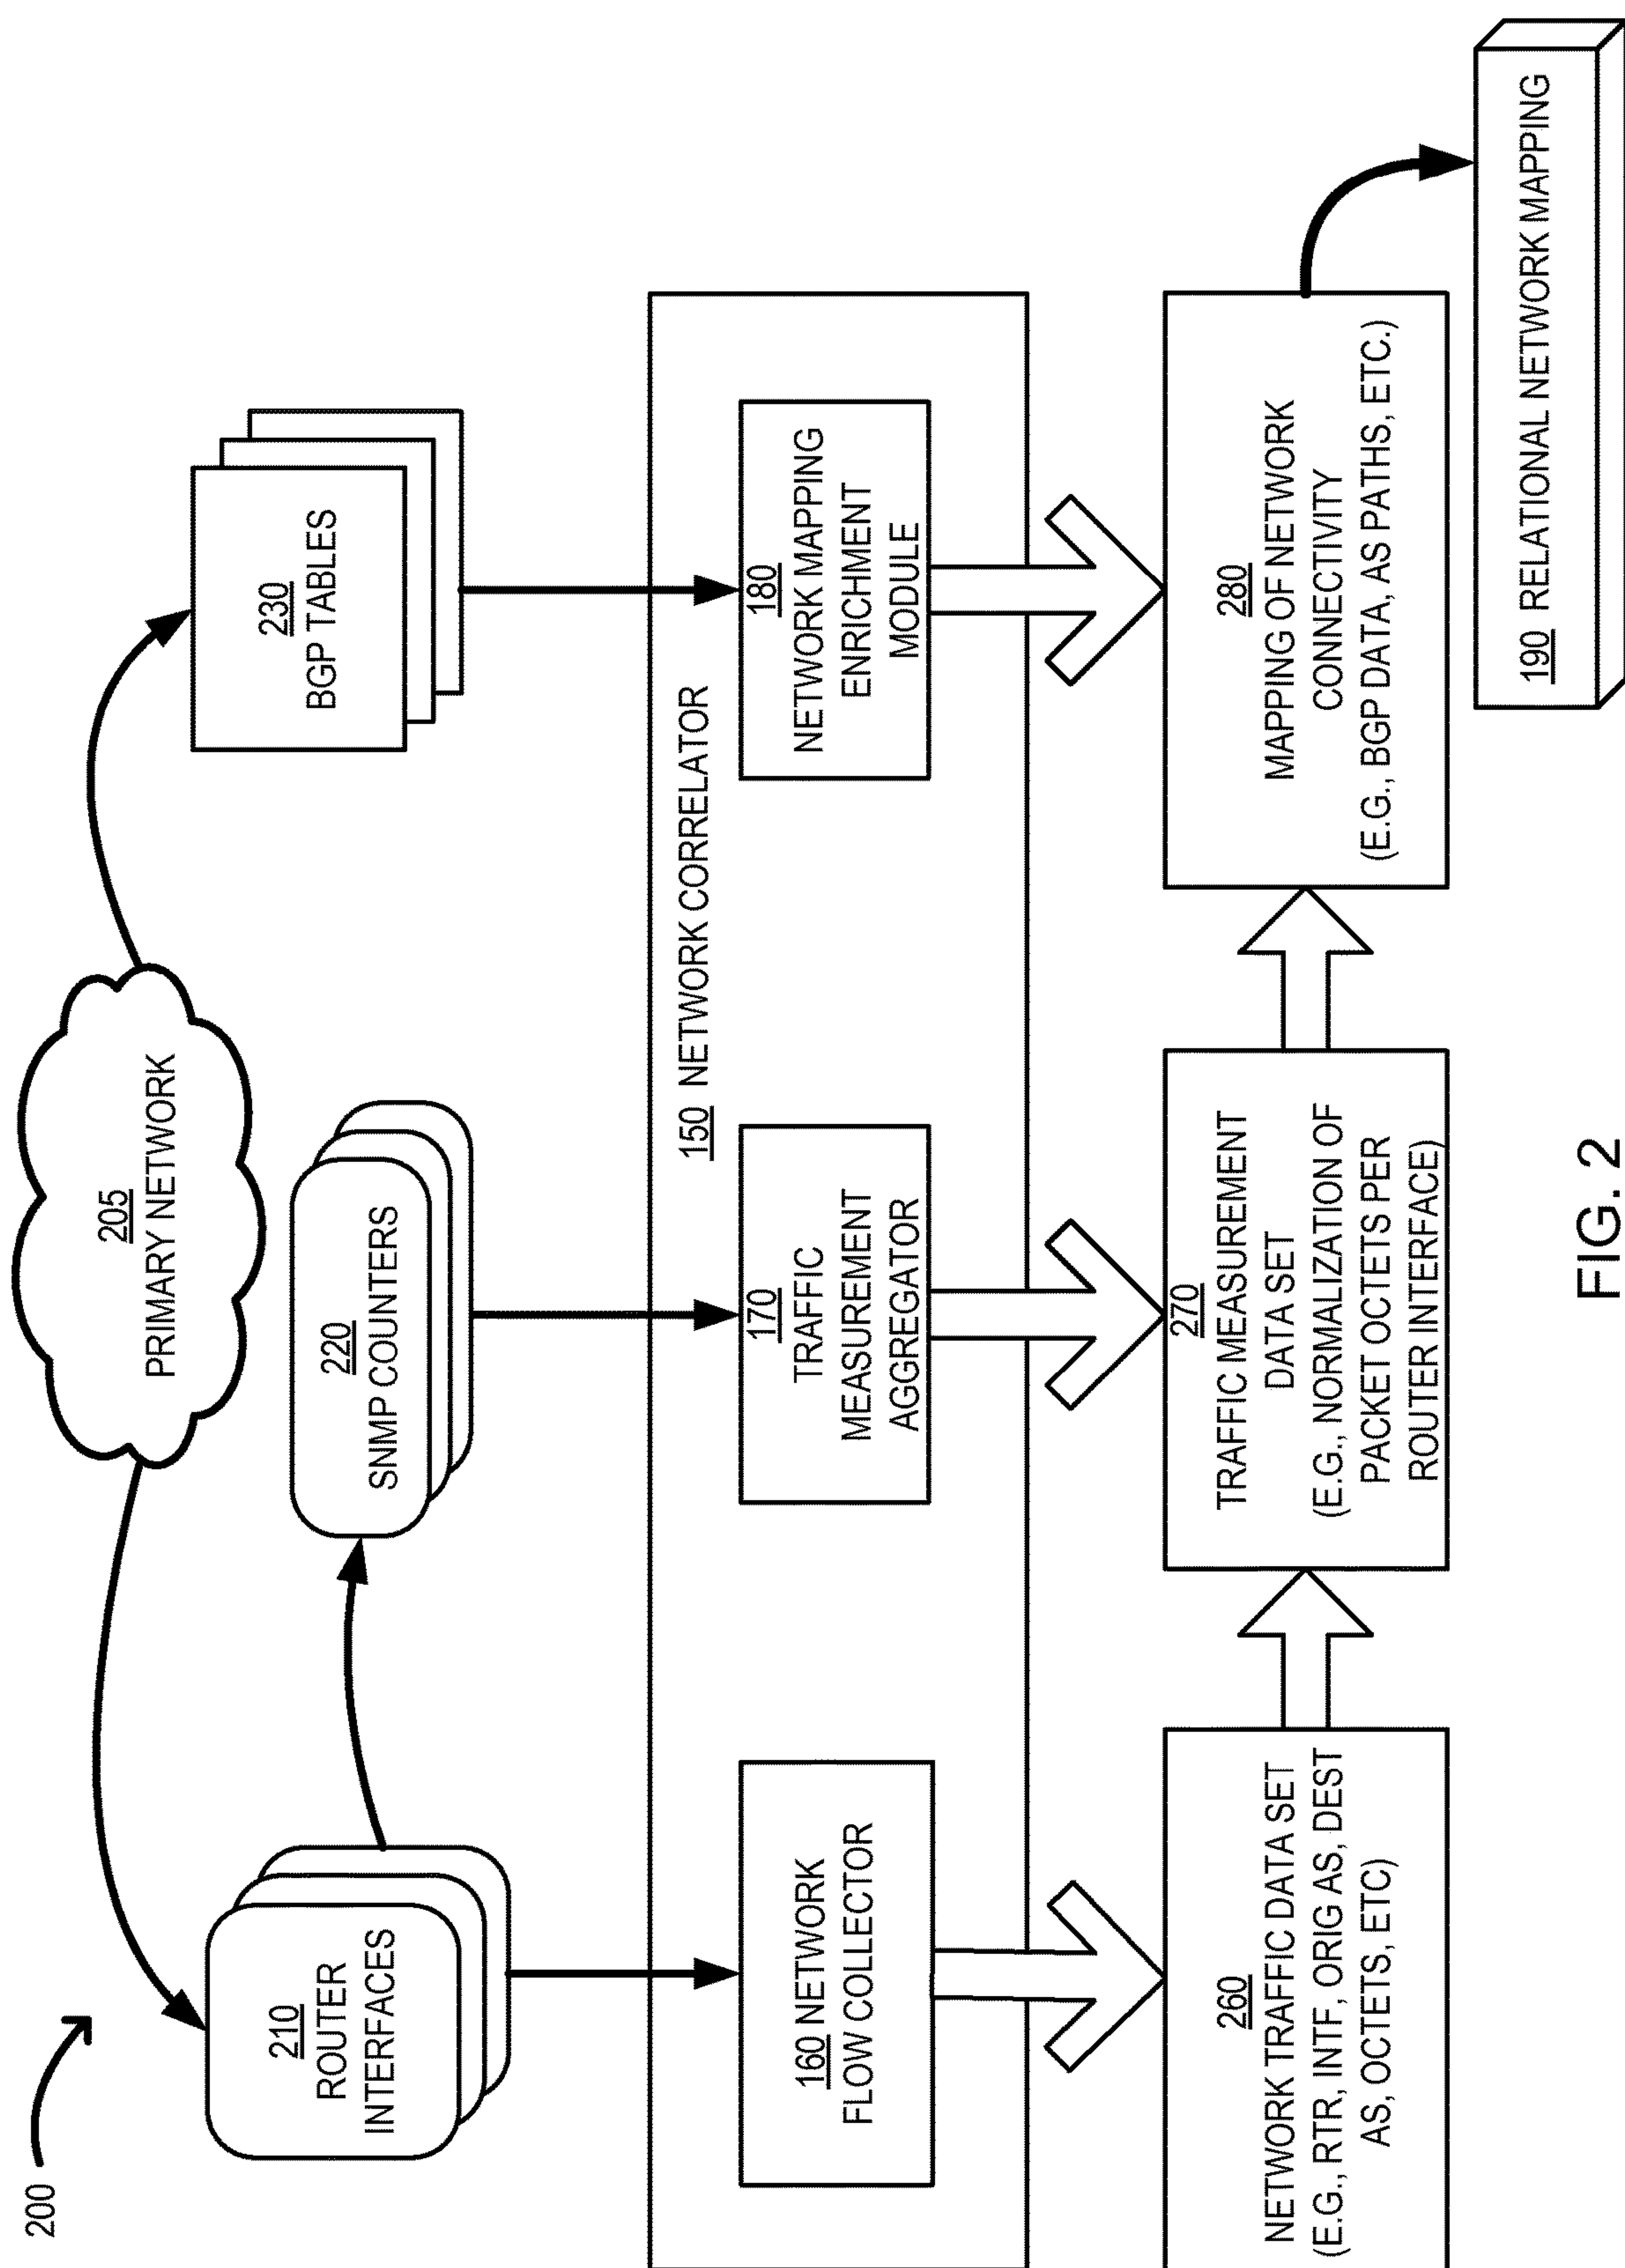 200
205
PRIMARY NETWORK
210
ROUTER
INTERFACES
220
SNMP COUNTERS
230
BGP TABLES
150 NETWORK CORRELATOR
160 NETWORK
FLOW COLLECTOR
170
TRAFFIC
MEASUREMENT
AGGREGATOR
180
NETWORK MAPPING
ENRICHMENT
MODULE
260
NETWORK TRAFFIC DATA SET
(E.G., RTR, INTF, ORIG AS, DEST
AS, OCTETS, ETC)
270
TRAFFIC MEASUREMENT
DATA SET
(E.G., NORMALIZATION OF
PACKET OCTETS PER
ROUTER INTERFACE)
280
MAPPING OF NETWORK
CONNECTIVITY
(E.G., BGP DATA, AS PATHS, ETC.)
190 RELATIONAL NETWORK MAPPING
FIG. 2